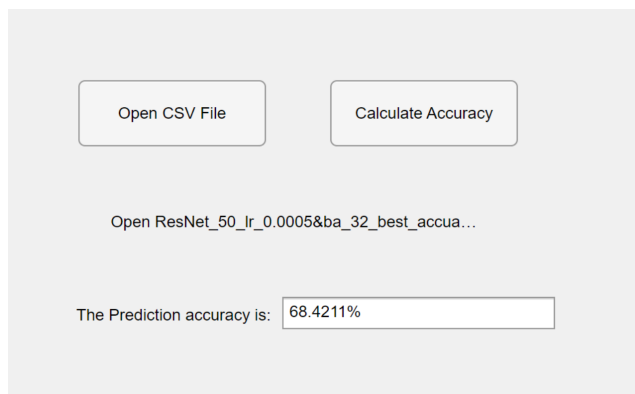 Open CSV File
Calculate Accuracy
Open ResNet_50_lr_0.0005&ba_32_best_accua…
The Prediction accuracy is:
68.4211%